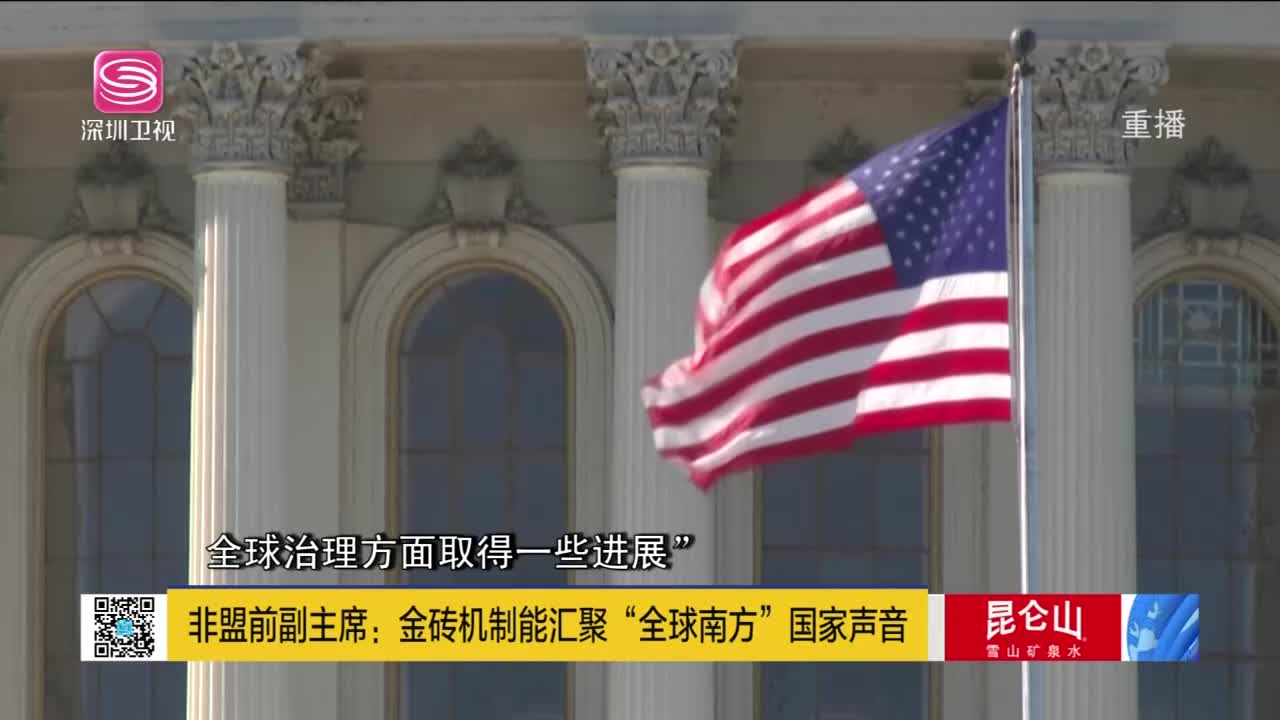 深圳卫视
重播
全球治理方面取得一些进展”
非盟前副主席：金砖机制能汇聚“全球南方”国家声音
昆仑山
雪山矿泉水